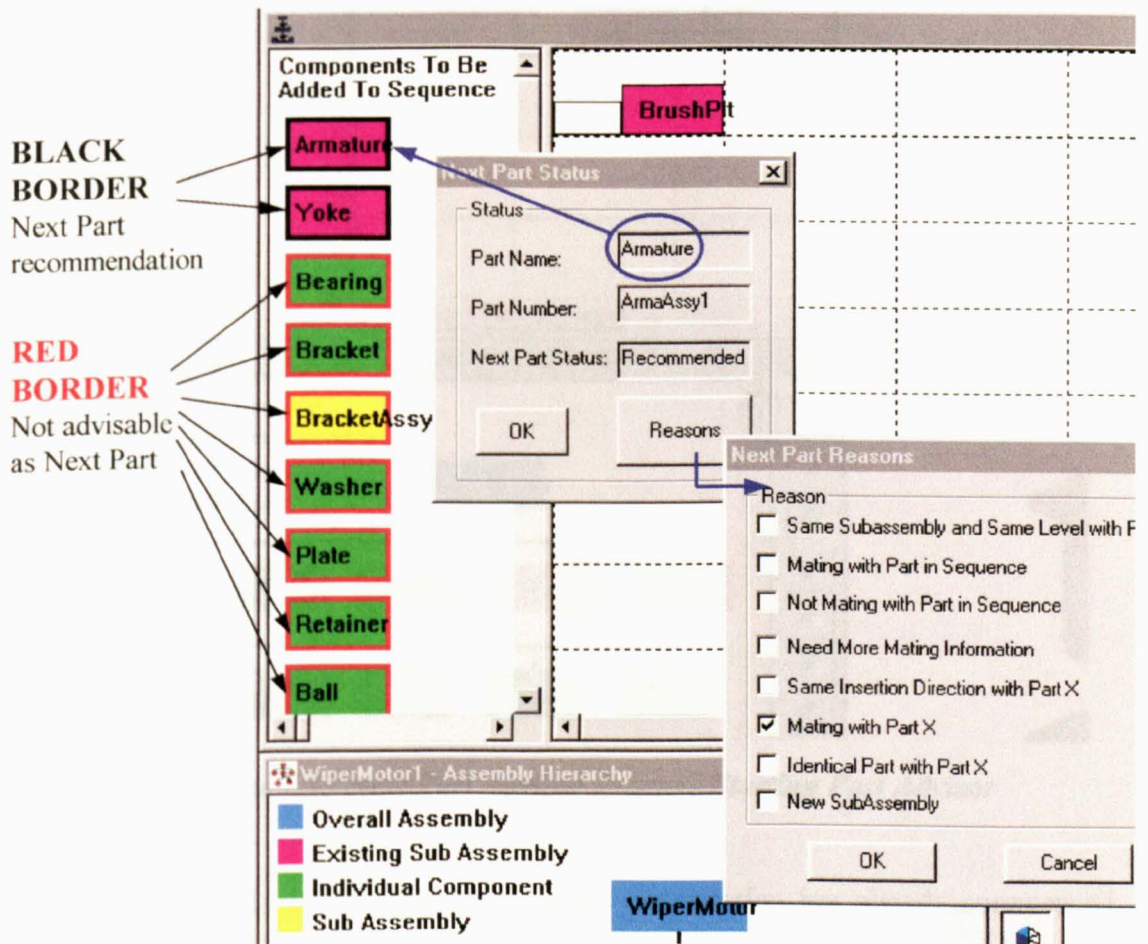 Components To Be
Added To Sequence
BrushPlt
BLACK
BORDER
Next Part
recommendation
RED
BORDER
Not advisable
as Next Part
Armature
Yoke
Bearing
Bracket
BracketAssy
Washer
Plate
Retainer
Ball
Next Part Status
Status
Part Name:
Armature
Part Number:
ArmaAssy1
Next Part Status:
Recommended
OK
Reasons
Next Part Reasons
Reason
Same Subassembly and Same Level with P
Mating with Part in Sequence
Not Mating with Part in Sequence
Need More Mating Information
Same Insertion Direction with Part X
Mating with Part X
Identical Part with Part X
New SubAssembly
OK
Cancel
WiperMotor1 - Assembly Hierarchy
Overall Assembly
Existing Sub Assembly
Individual Component
Sub Assembly
WiperMotor